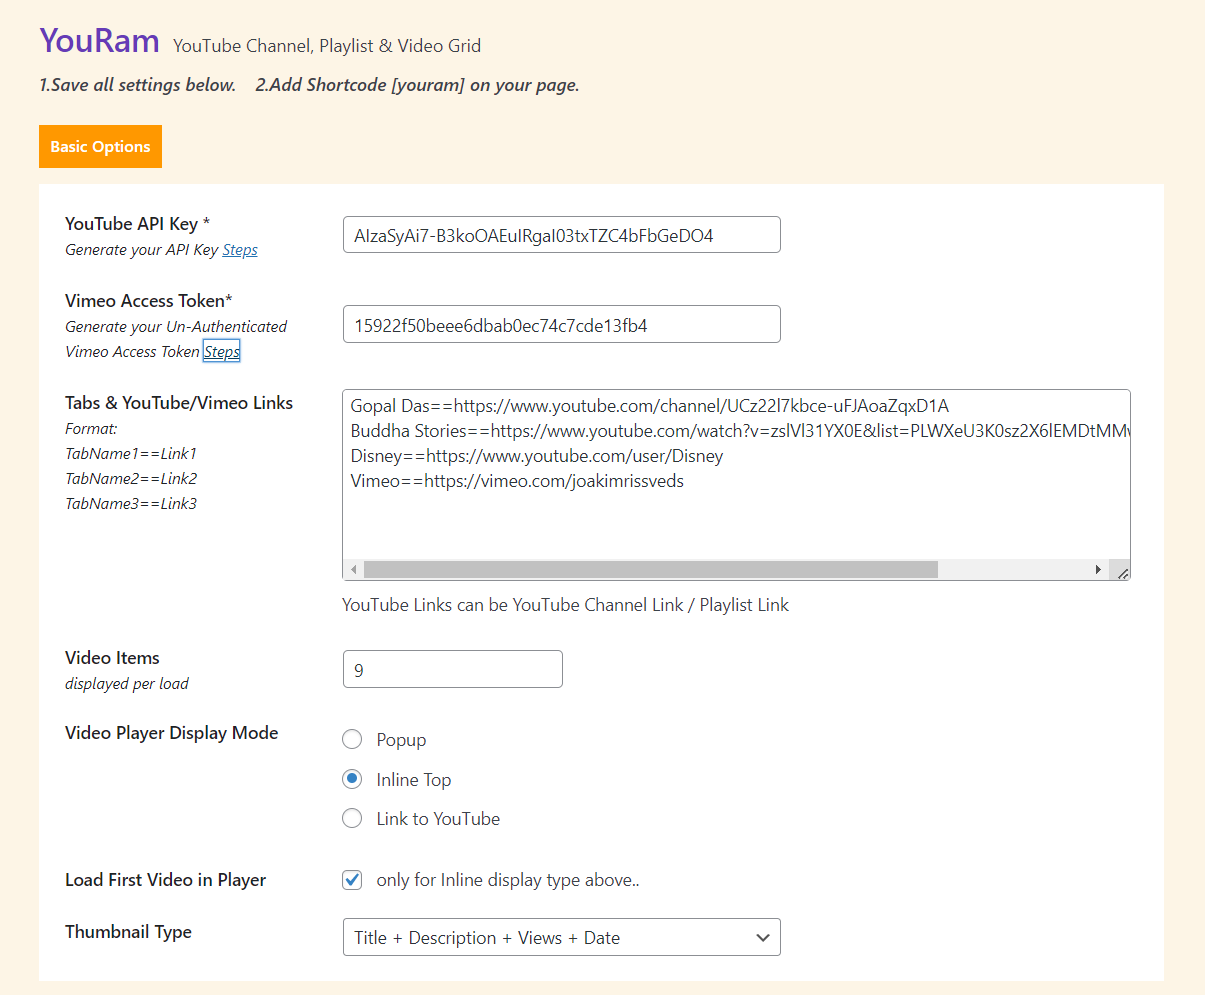 YouRam YouTube Channel, Playlist & Video Grid
1.Save all settings below. 2.Add Shortcode [youram] on your page.
Basic Options
YouTube API Key *
Generate your API Key Steps
AIzaSyAi7-B3koOAEuIRgaI03txTZC4bFbGeDO4
Vimeo Access Token*
Generate your Un-Authenticated
Vimeo Access Token Steps
15922f50beee6dbab0ec74c7cde13fb4
Tabs & YouTube/Vimeo Links
Format:
TabName1==Link1
TabName2==Link2
TabName3==Link3
Gopal Das==https://www.youtube.com/channel/UCz22l7kbce-uFJAoaZqxD1A
Buddha Stories==https://www.youtube.com/watch?v=zslVl31YX0E&list=PLWXeU3K0sz2X6lEMDtMM
Disney==https://www.youtube.com/user/Disney
Vimeo==https://vimeo.com/joakimrissveds
YouTube Links can be YouTube Channel Link / Playlist Link
Video Items
displayed per load
9
Video Player Display Mode
Popup
Inline Top
Link to YouTube
Load First Video in Player
only for Inline display type above..
Thumbnail Type
Title + Description + Views + Date